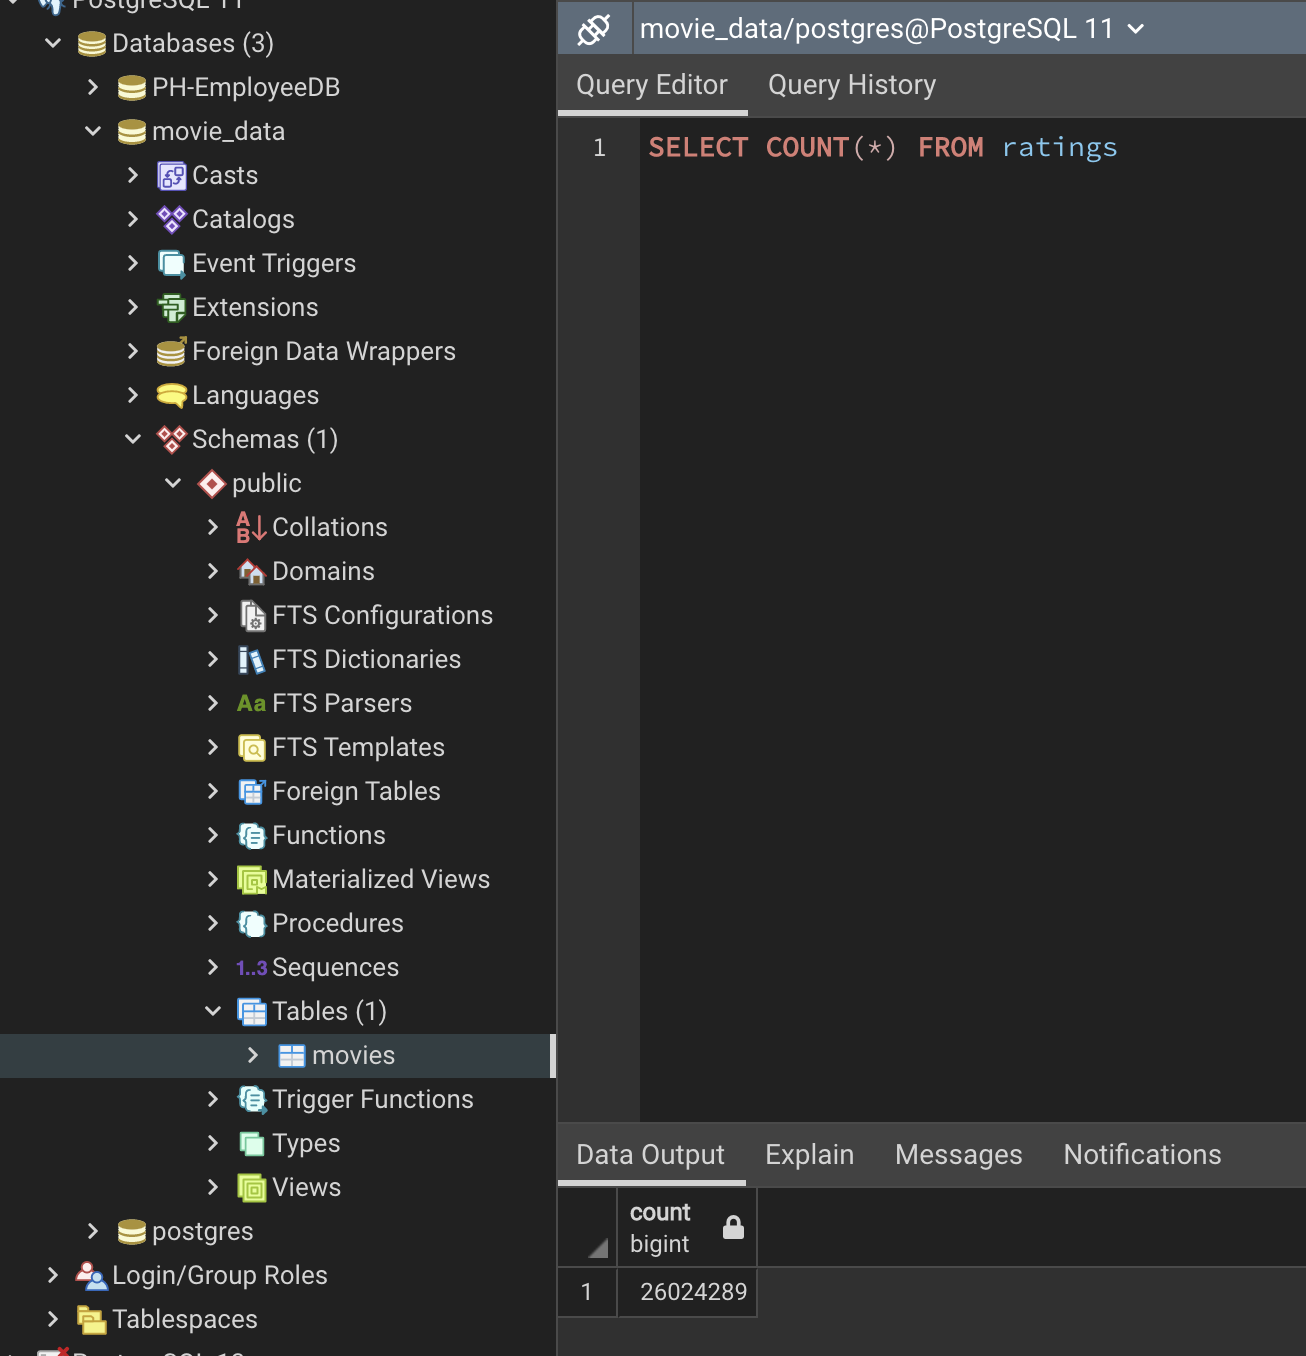 PostgreSQL 11
Databases (3)
PH-EmployeeDB
movie_data
Casts
Catalogs
Event Triggers
Extensions
Foreign Data Wrappers
Languages
Schemas (1)
public
Collations
Domains
FTS Configurations
FTS Dictionaries
Aa FTS Parsers
FTS Templates
Foreign Tables
Functions
Materialized Views
Procedures
1..3 Sequences
Tables (1)
movies
Trigger Functions
Types
Views
postgres
Login/Group Roles
Tablespaces
movie_data/postgres@PostgreSQL 11
Query Editor Query History
1 SELECT COUNT(*) FROM ratings
Data Output Explain Messages Notifications
count
bigint
1 26024289